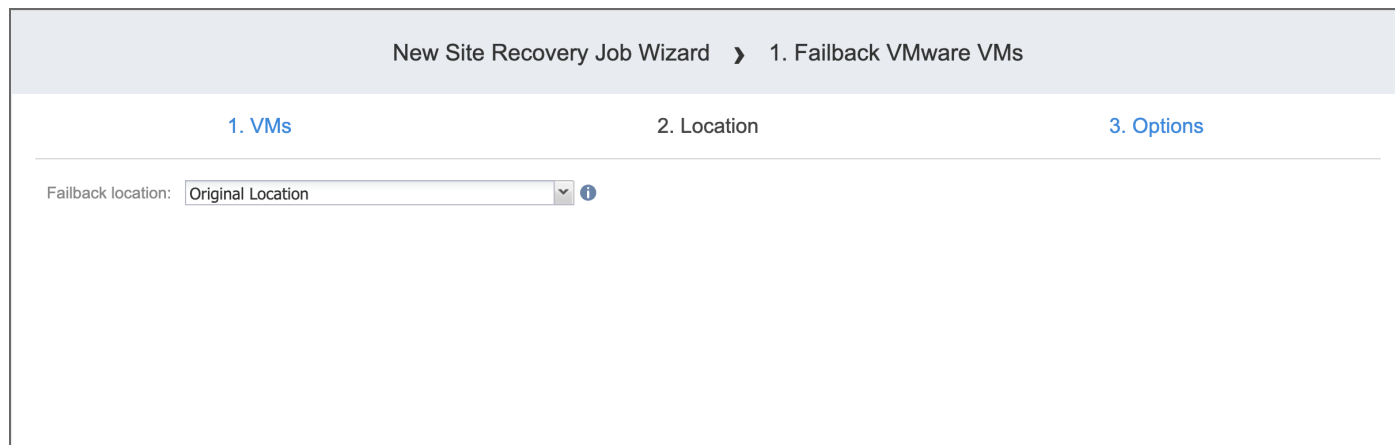 New Site Recovery Job Wizard › 1. Failback VMware VMs
1. VMs 2. Location 3. Options
Failback location: Original Location